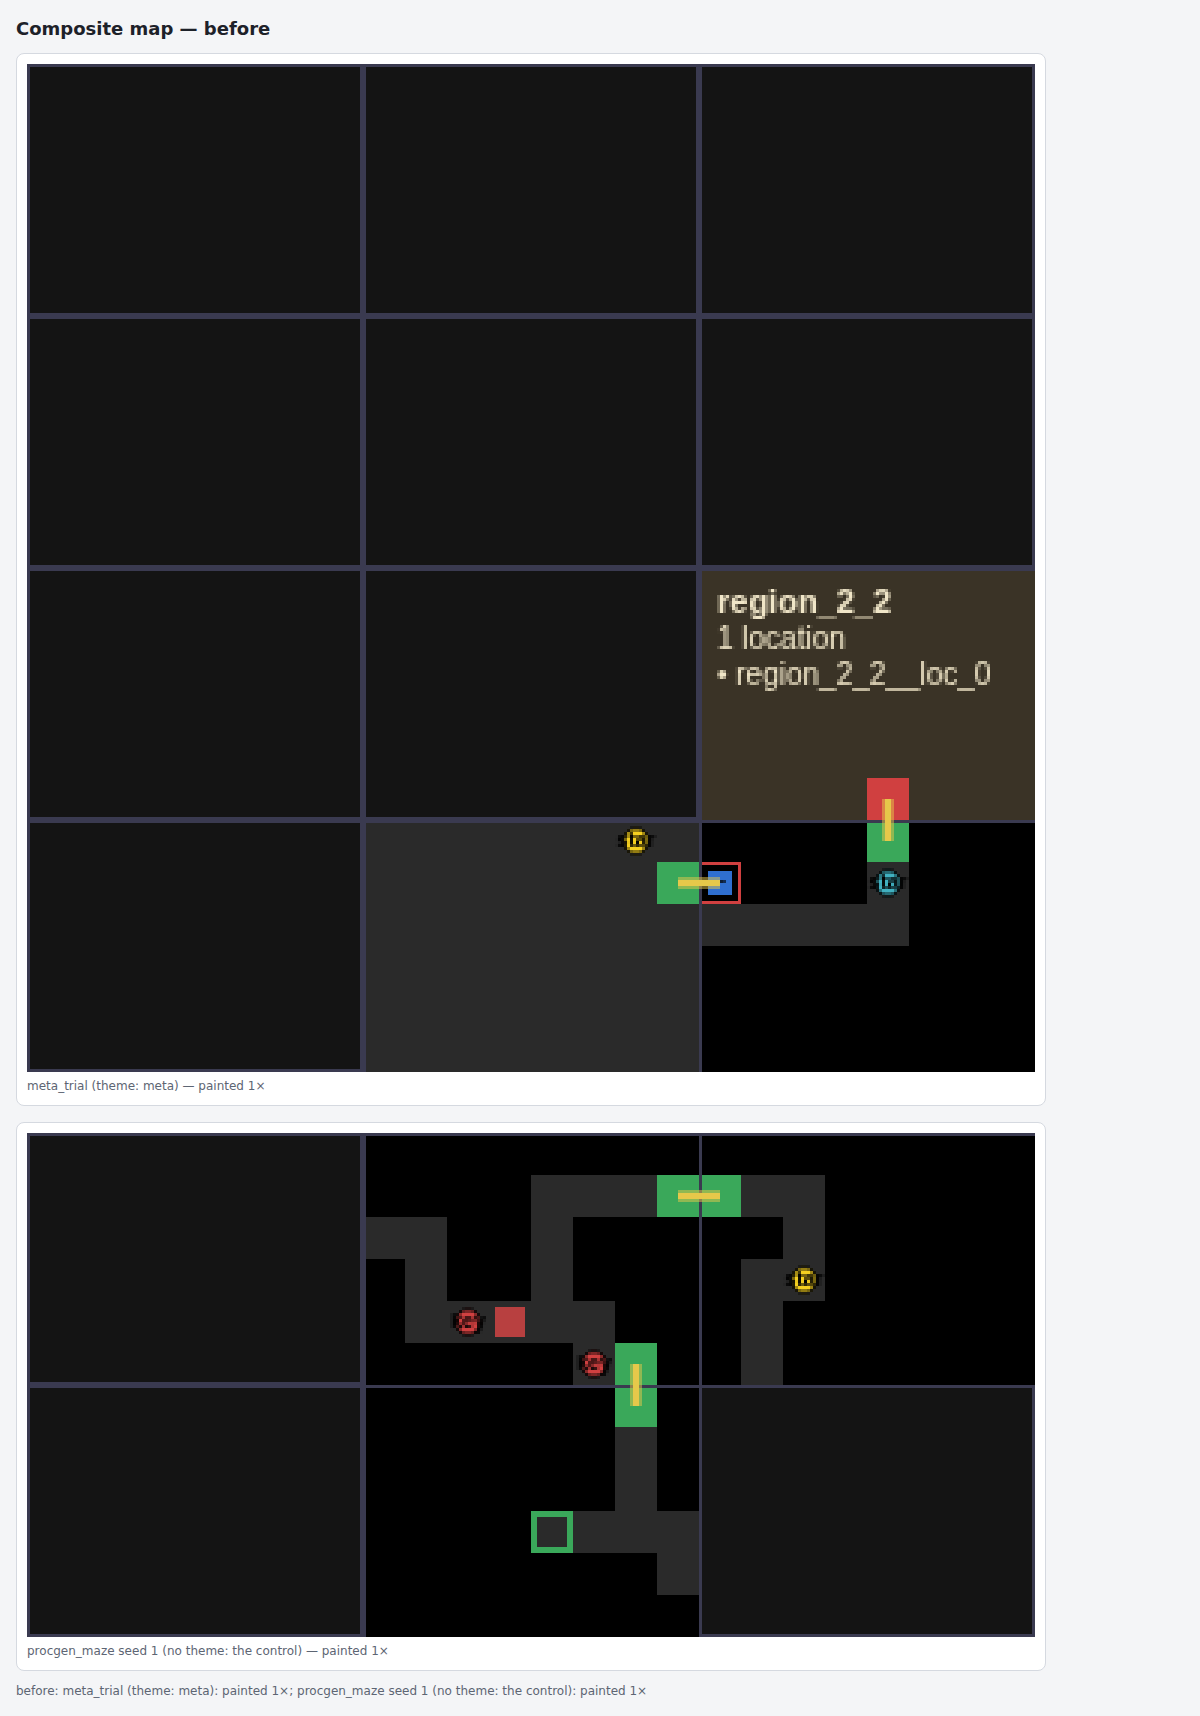 Composite map — before
region_2_2
1 location
• region_2_2__loc_0
meta_trial (theme: meta) — painted 1×
procgen_maze seed 1 (no theme: the control) — painted 1×
before: meta_trial (theme: meta): painted 1×; procgen_maze seed 1 (no theme: the control): painted 1×